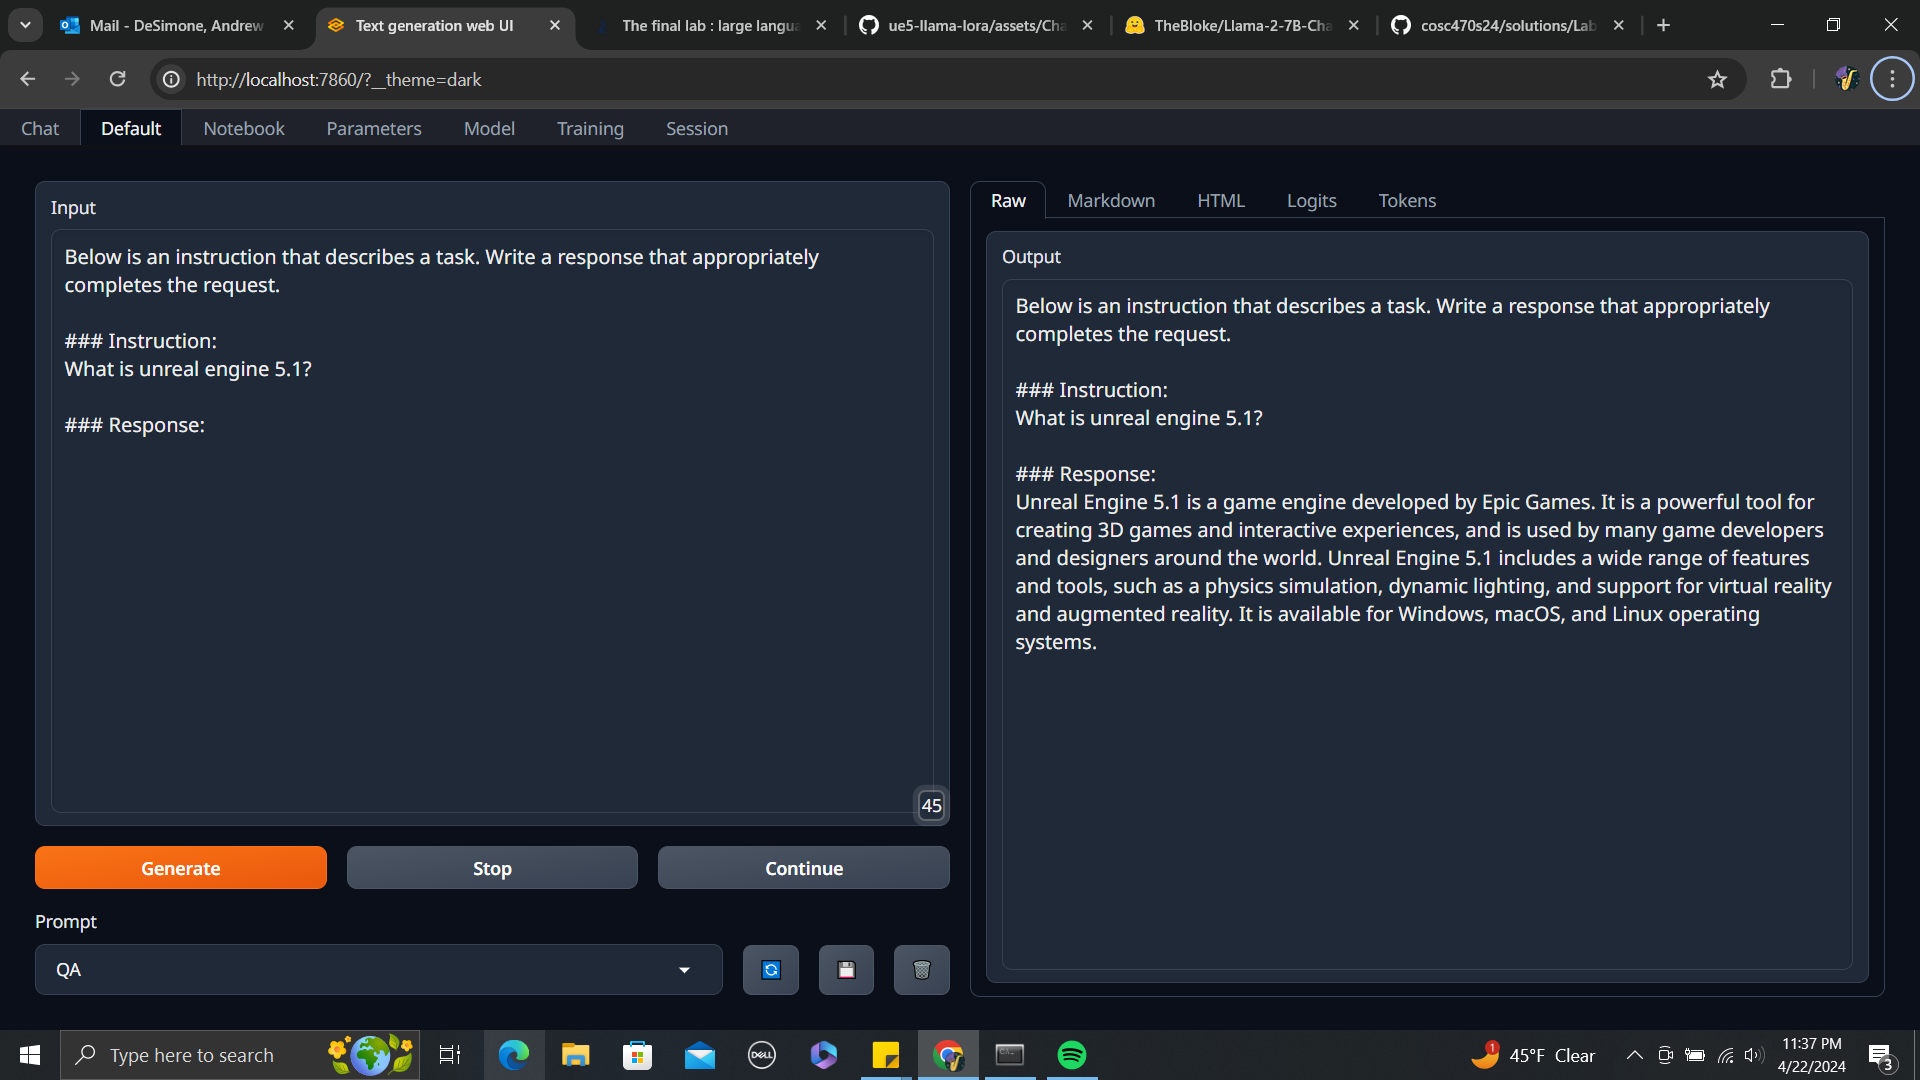 Mail - DeSimone, Andrew
Text generation web UI
The final lab : large langua
ue5-llama-lora/assets/Cha
TheBloke/Llama-2-7B-Cha
cosc470s24/solutions/Lab
http://localhost:7860/?__theme=dark
Chat
Default
Notebook
Parameters
Model
Training
Session
Input
Below is an instruction that describes a task. Write a response that appropriately
completes the request.
### Instruction:
What is unreal engine 5.1?
### Response:
45
Generate
Stop
Continue
Prompt
QA
Raw
Markdown
HTML
Logits
Tokens
Output
Below is an instruction that describes a task. Write a response that appropriately
completes the request.
### Instruction:
What is unreal engine 5.1?
### Response:
Unreal Engine 5.1 is a game engine developed by Epic Games. It is a powerful tool for
creating 3D games and interactive experiences, and is used by many game developers
and designers around the world. Unreal Engine 5.1 includes a wide range of features
and tools, such as a physics simulation, dynamic lighting, and support for virtual reality
and augmented reality. It is available for Windows, macOS, and Linux operating
systems.
Type here to search
DELL
1
45°F Clear
11:37 PM
4/22/2024
3